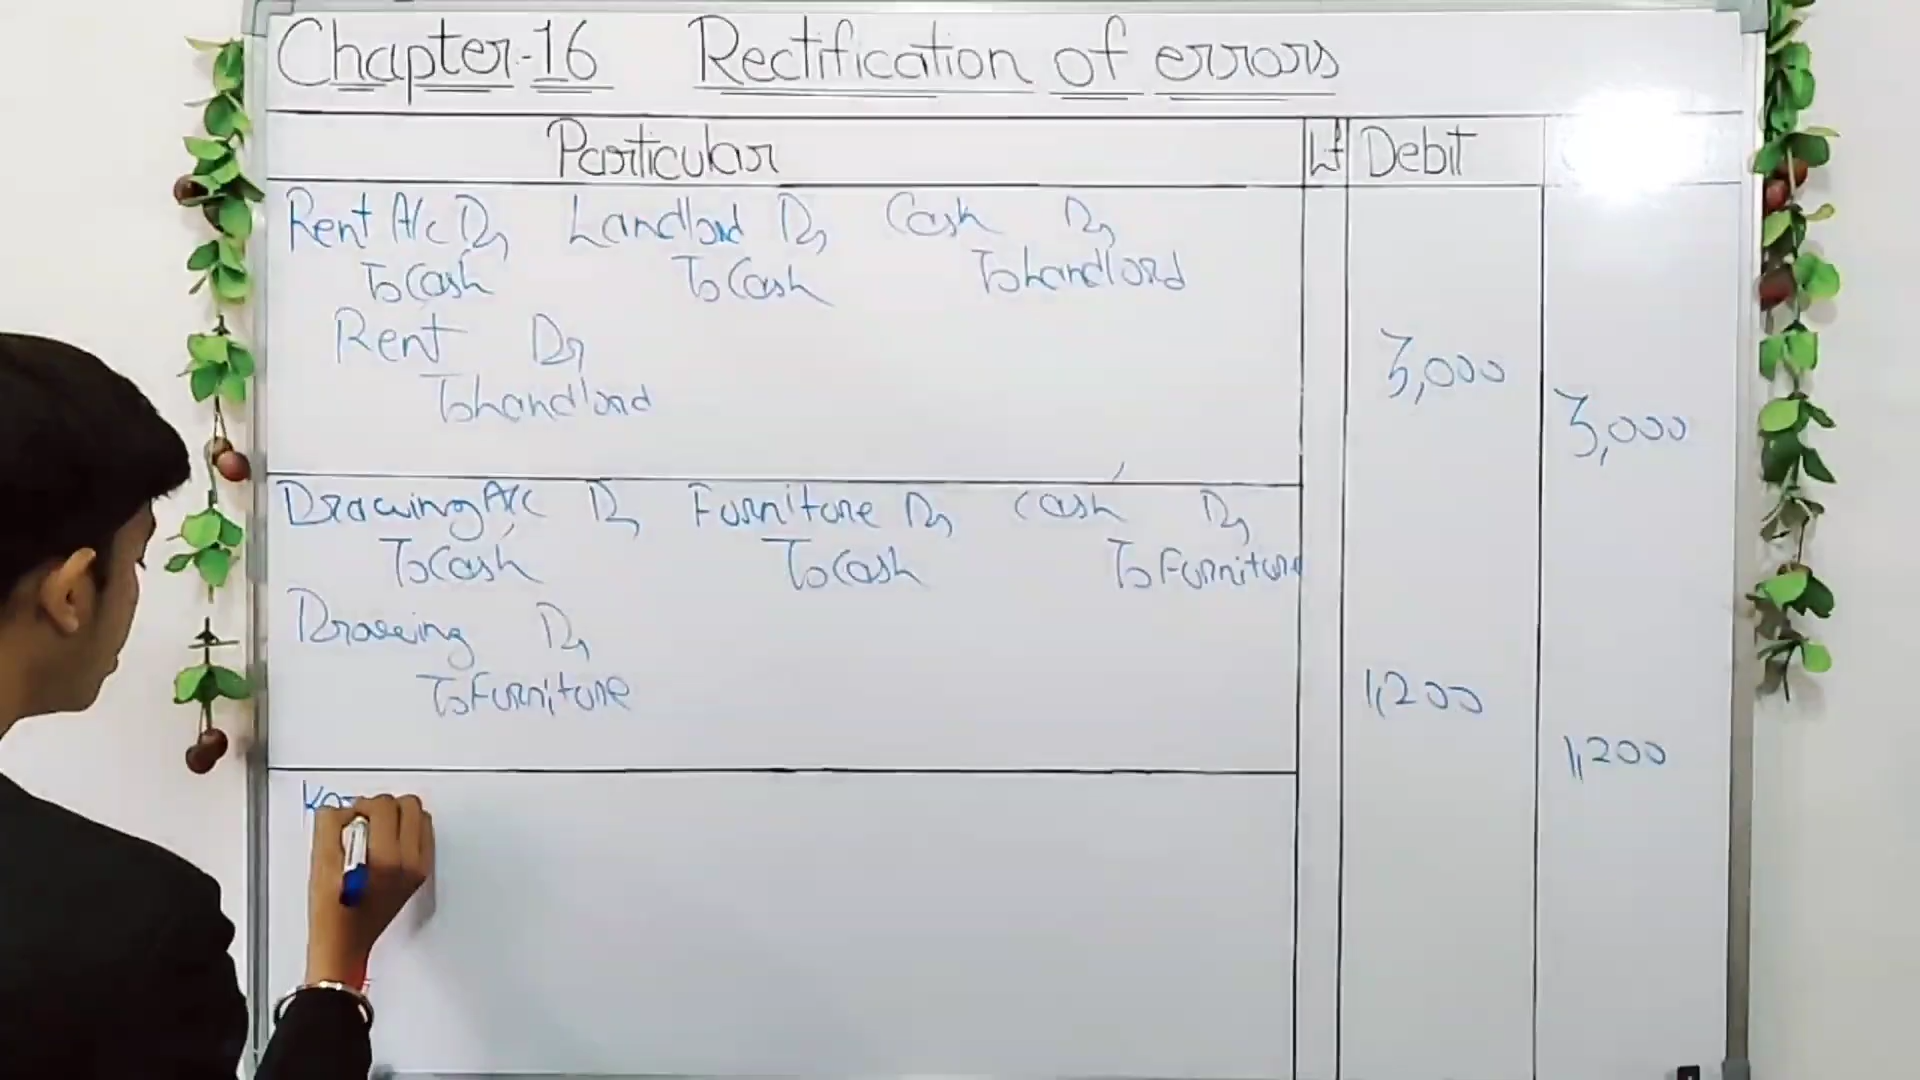 Chapter-16 Rectification of errors
Particular L.f Debit
Rent A/c Dr Landlord Dr Cash Dr
To Cash To Cash To Landlord
Rent Dr 3,000
To Landlord 3,000
Drawing A/c Dr Furniture Dr Cash Dr
To Cash To Cash To Furniture
Drawing Dr
To Furniture 1,200
1,200